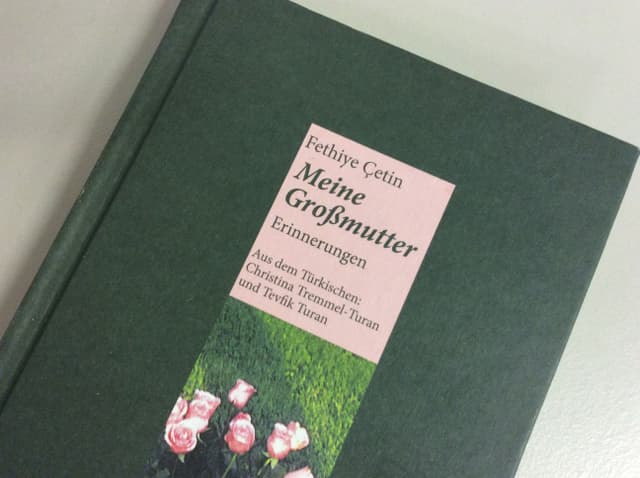 Fethiye Çetin
Meine
Großmutter
Erinnerungen
Aus dem Türkischen:
Christina Tremmel-Turan
und Tevfik Turan